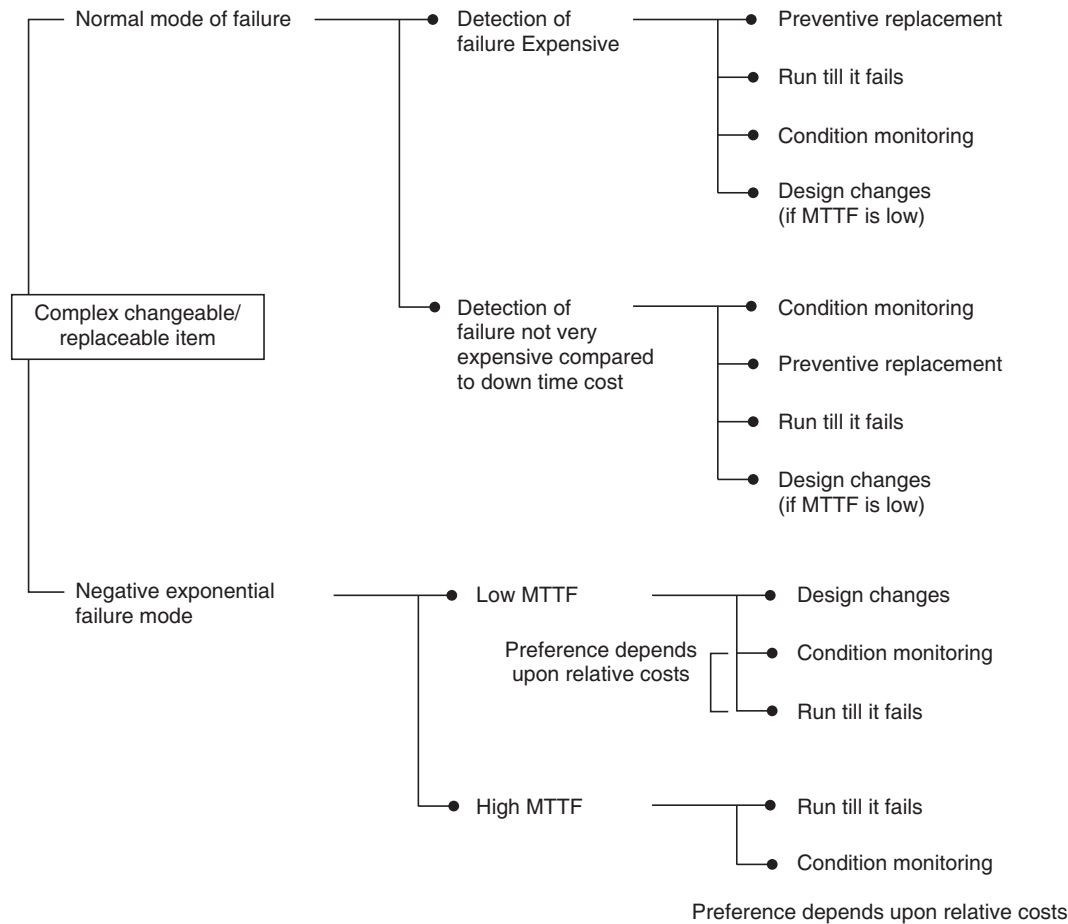 Normal mode of failure
Detection of
failure Expensive
Preventive replacement
Run till it fails
Condition monitoring
Design changes
(if MTTF is low)
Complex changeable/
replaceable item
Detection of
failure not very
expensive compared
to down time cost
Condition monitoring
Preventive replacement
Run till it fails
Design changes
(if MTTF is low)
Negative exponential
failure mode
Low MTTF
Design changes
Preference depends
upon relative costs
Condition monitoring
Run till it fails
High MTTF
Run till it fails
Condition monitoring
Preference depends upon relative costs